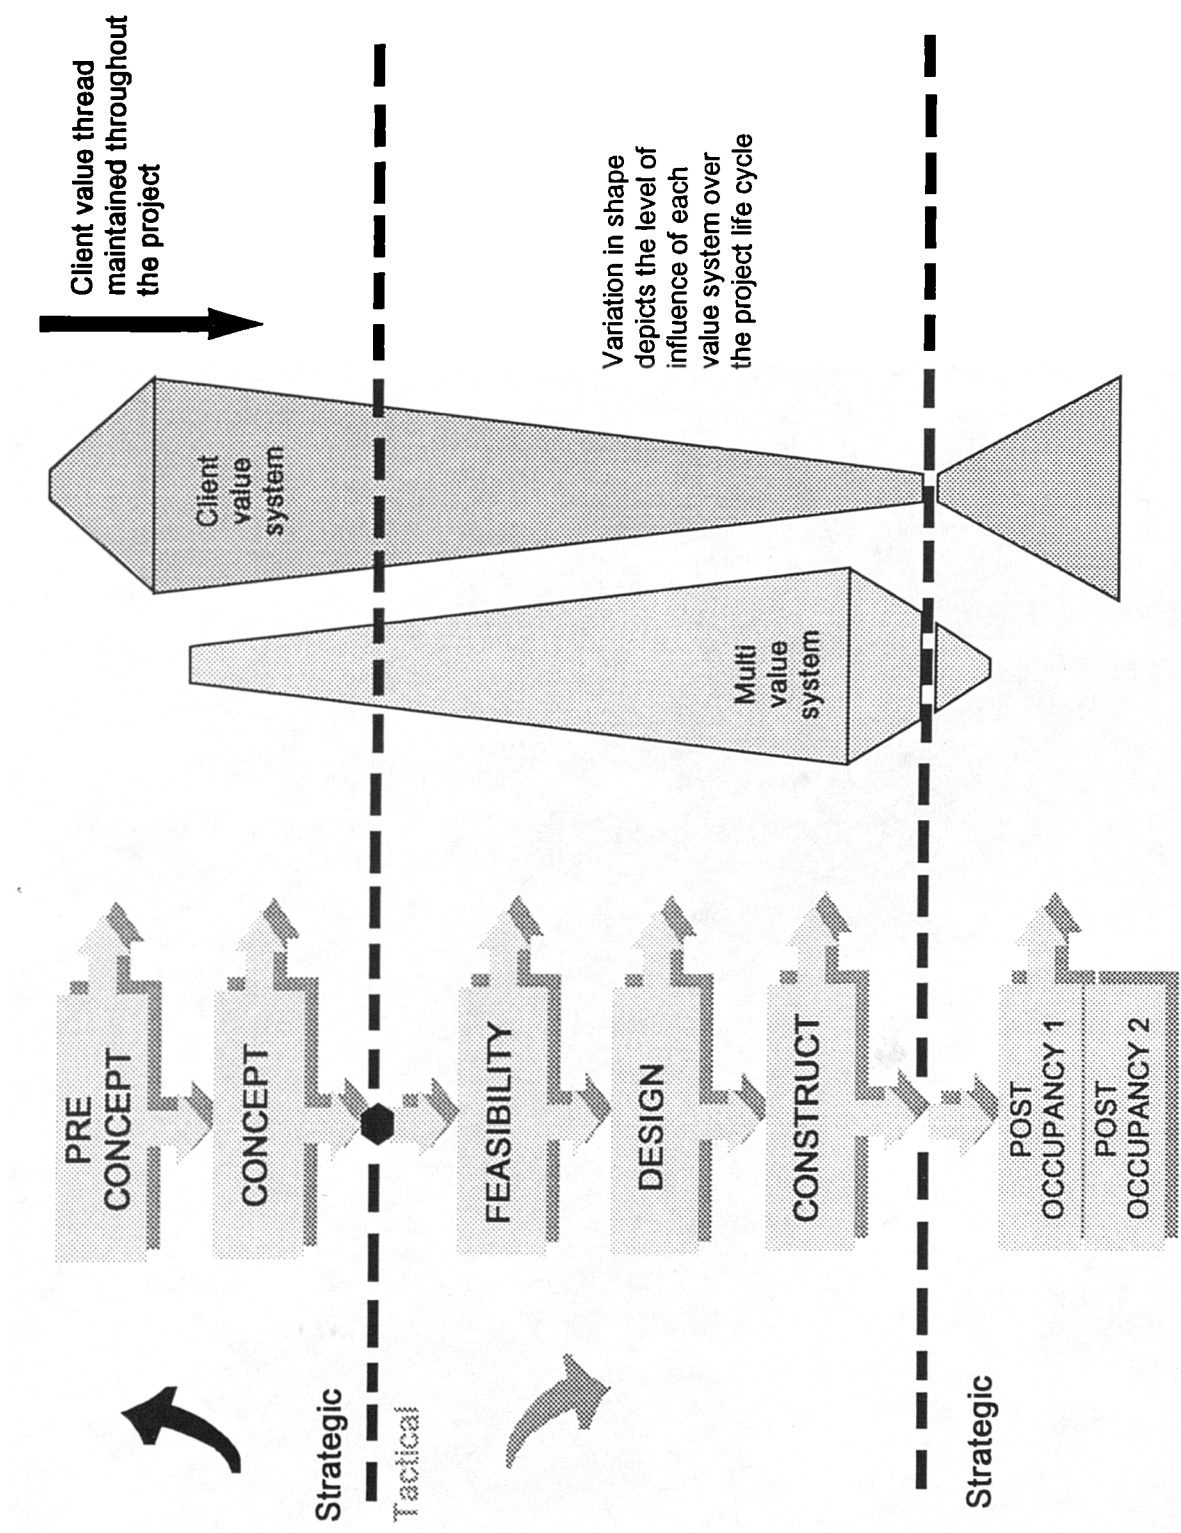 Client value thread
maintained throughout
the project
Client
value
system
Variation in shape
depicts the level of
influence of each
value system over
the project life cycle
Multi
value
system
PRE
CONCEPT
CONCEPT
FEASIBILITY
DESIGN
CONSTRUCT
POST
OCCUPANCY 1
POST
OCCUPANCY 2
Strategic
Tactical
Strategic